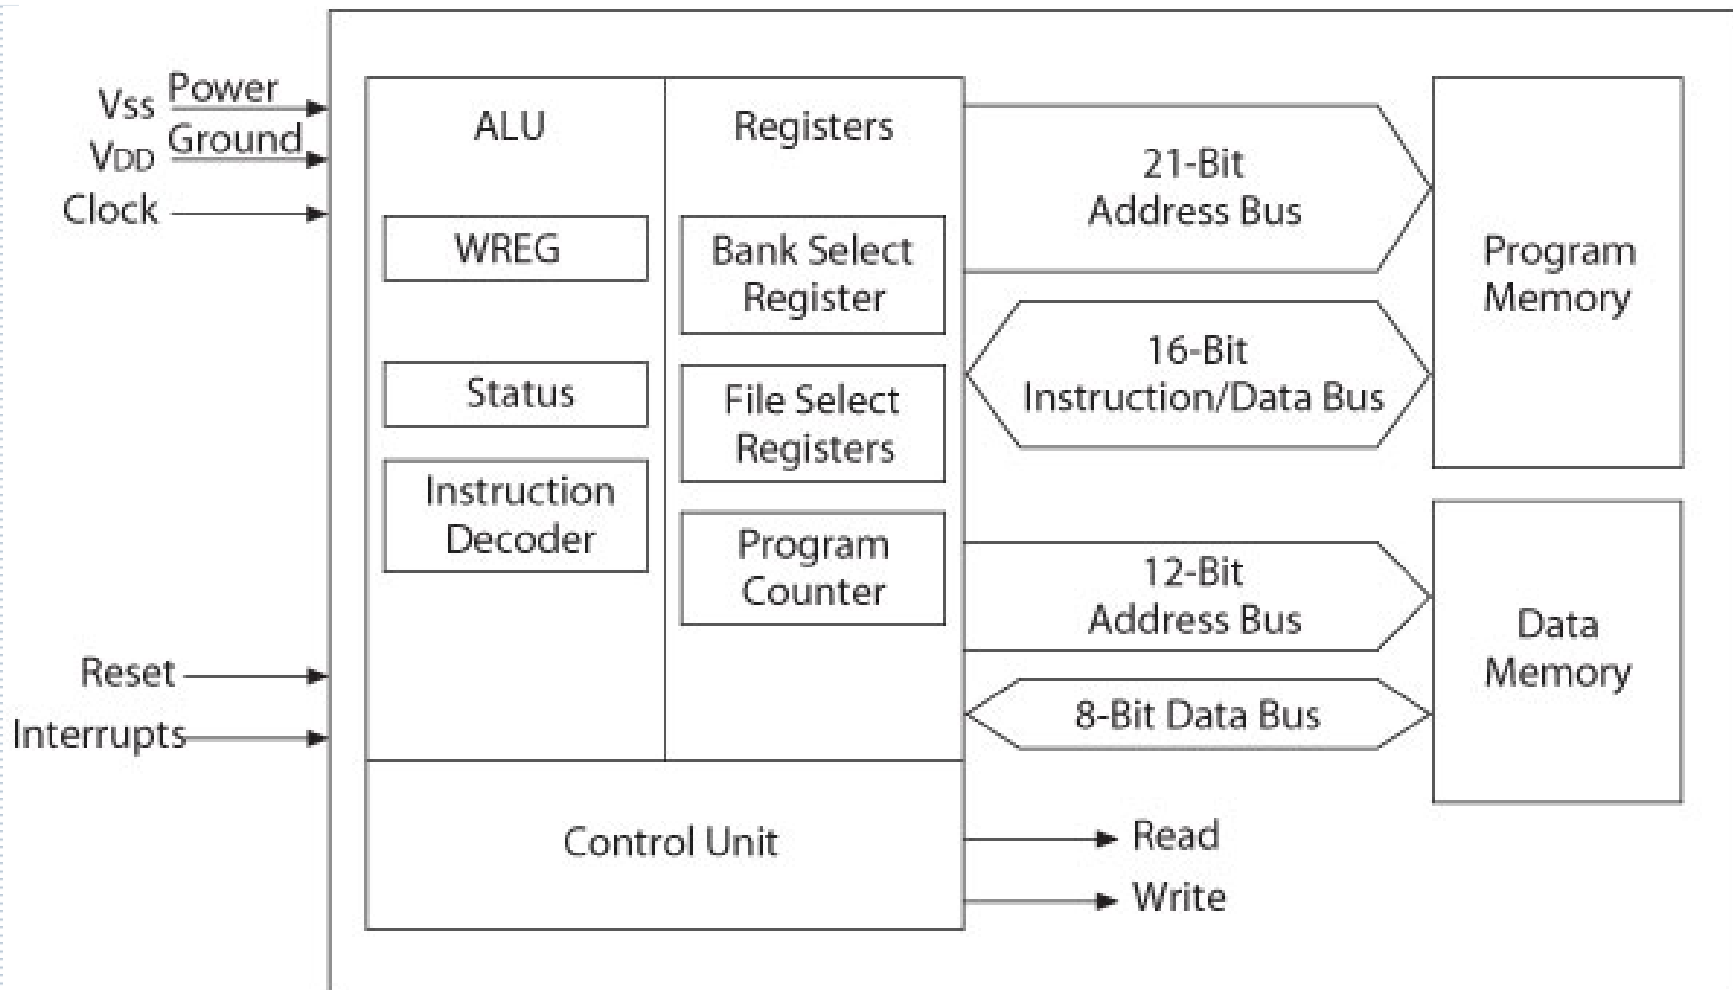 Power
Vss
Ground
VDD
Clock
Reset
Interrupts
ALU
WREG
Status
Instruction
Decoder
Registers
Bank Select
Register
File Select
Registers
Program
Counter
Control Unit
21-Bit
Address Bus
16-Bit
Instruction/Data Bus
12-Bit
Address Bus
8-Bit Data Bus
Read
Write
Program
Memory
Data
Memory